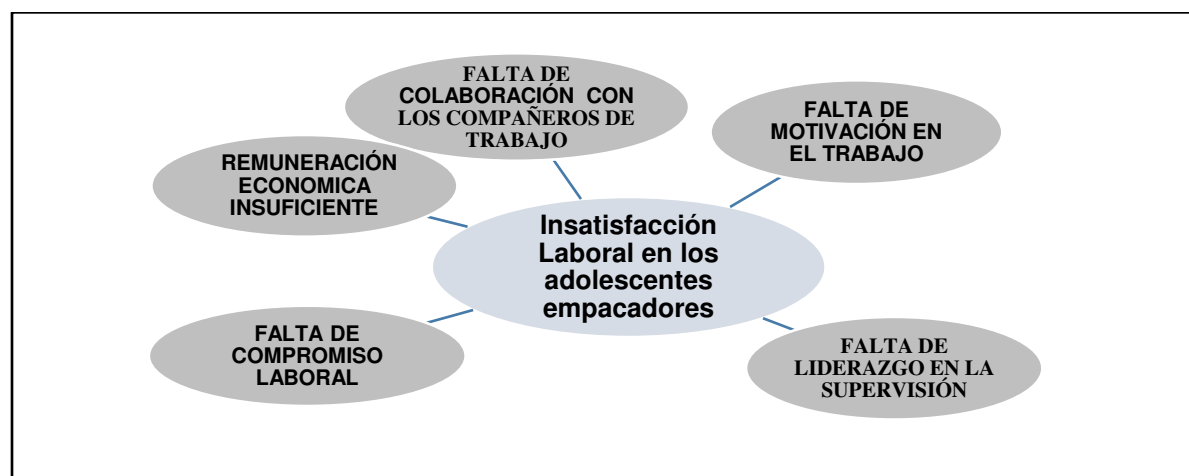 FALTA DE
COLABORACIÓN CON
LOS COMPAÑEROS DE
TRABAJO
FALTA DE
MOTIVACIÓN EN
EL TRABAJO
REMUNERACIÓN
ECONOMICA
INSUFICIENTE
Insatisfacción
Laboral en los
adolescentes
empacadores
FALTA DE
COMPROMISO
LABORAL
FALTA DE
LIDERAZGO EN LA
SUPERVISIÓN